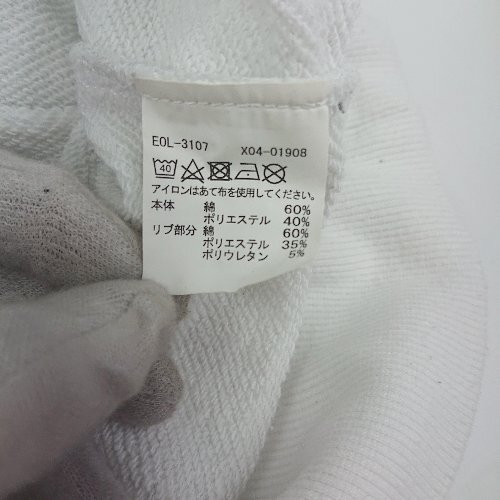 EOL-3107 X04-01908
40
アイロンはあて布を使用してください。
本体 綿 60%
ポリエステル 40%
リブ部分 綿 60%
ポリエステル 35%
ポリウレタン 5%